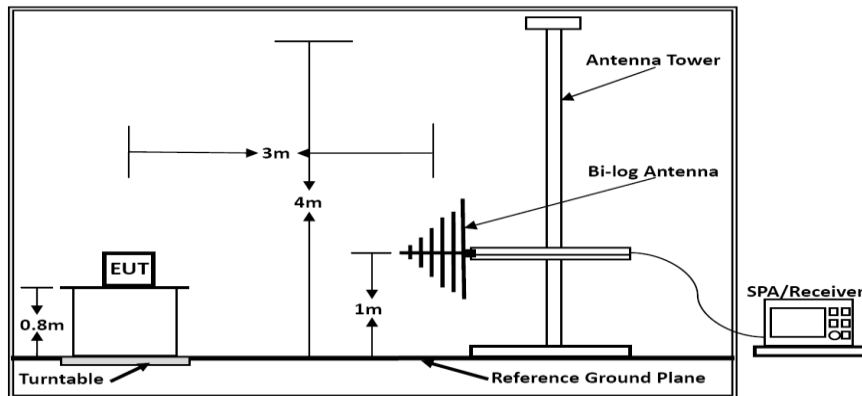 Antenna Tower
3m
Bi-log Antenna
4m
EUT
SPA/Receiver
1m
0.8m
Turntable
Reference Ground Plane